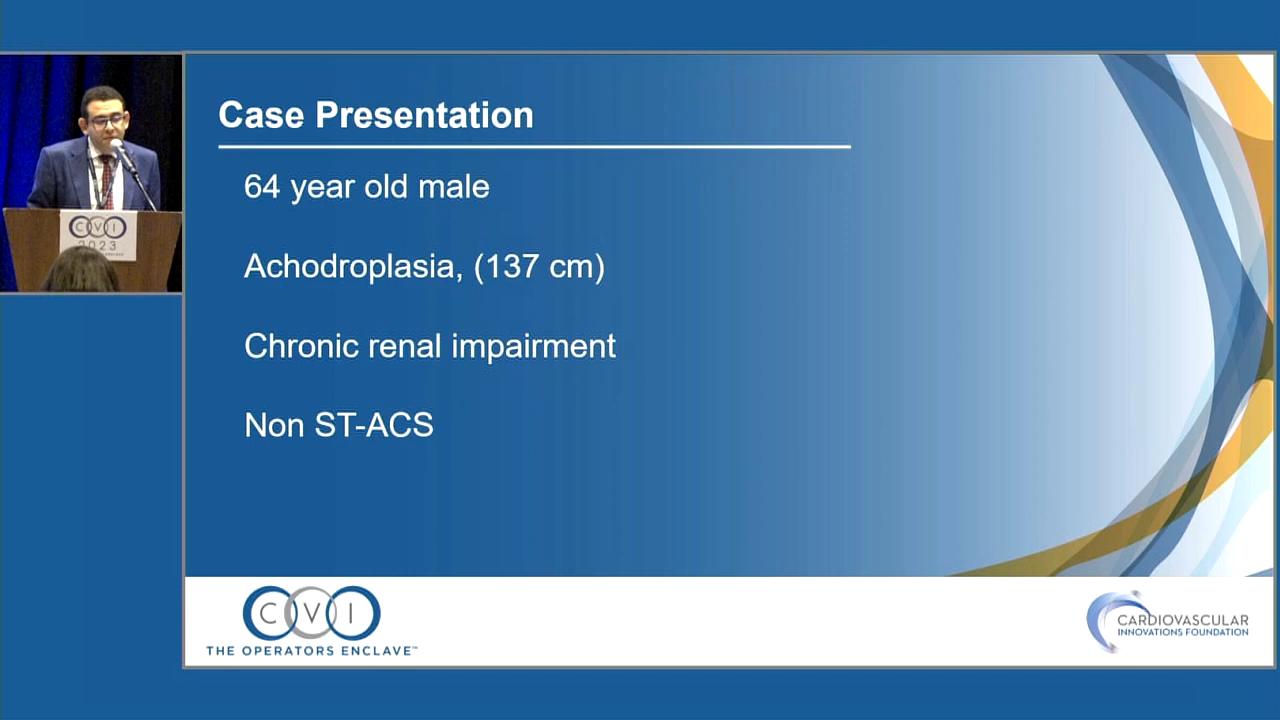 Case Presentation
64 year old male
Achodroplasia, (137 cm)
Chronic renal impairment
Non ST-ACS
CVI
2023
CVI
THE OPERATORS ENCLAVE™
CARDIOVASCULAR
INNOVATIONS FOUNDATION